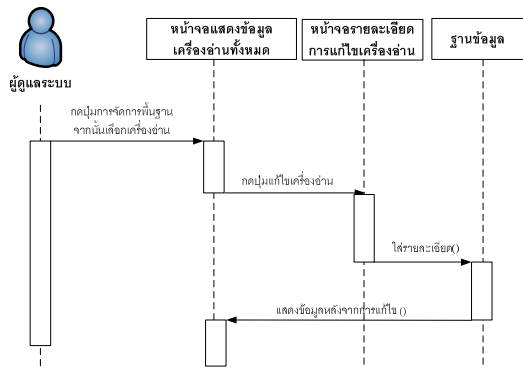 หน้าจอแสดงข้อมูล
เครื่องอ่านทั้งหมด
หน้าจอรายละเอียด
การแก้ไขเครื่องอ่าน
ฐานข้อมูล
ผู้ดูแลระบบ
กดปุ่มการจัดการพื้นฐาน
จากนั้นเลือกเครื่องอ่าน
กดปุ่มแก้ไขเครื่องอ่าน
ใส่รายละเอียด()
แสดงข้อมูลหลังจากการแก้ไข ()